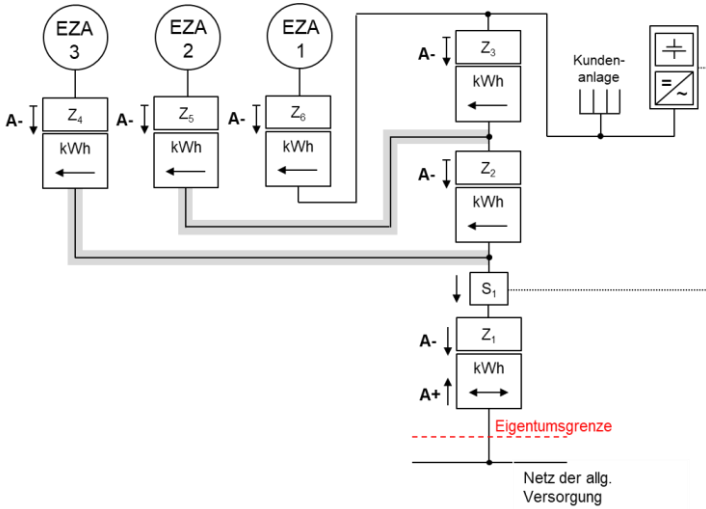 EZA
3
EZA
2
EZA
1
A-
Z4
kWh
A-
Z5
kWh
A-
Z6
kWh
A-
Z3
kWh
Kunden-
anlage
=
~
A-
Z2
kWh
S1
A-
Z1
kWh
A+
Eigentumsgrenze
Netz der allg.
Versorgung